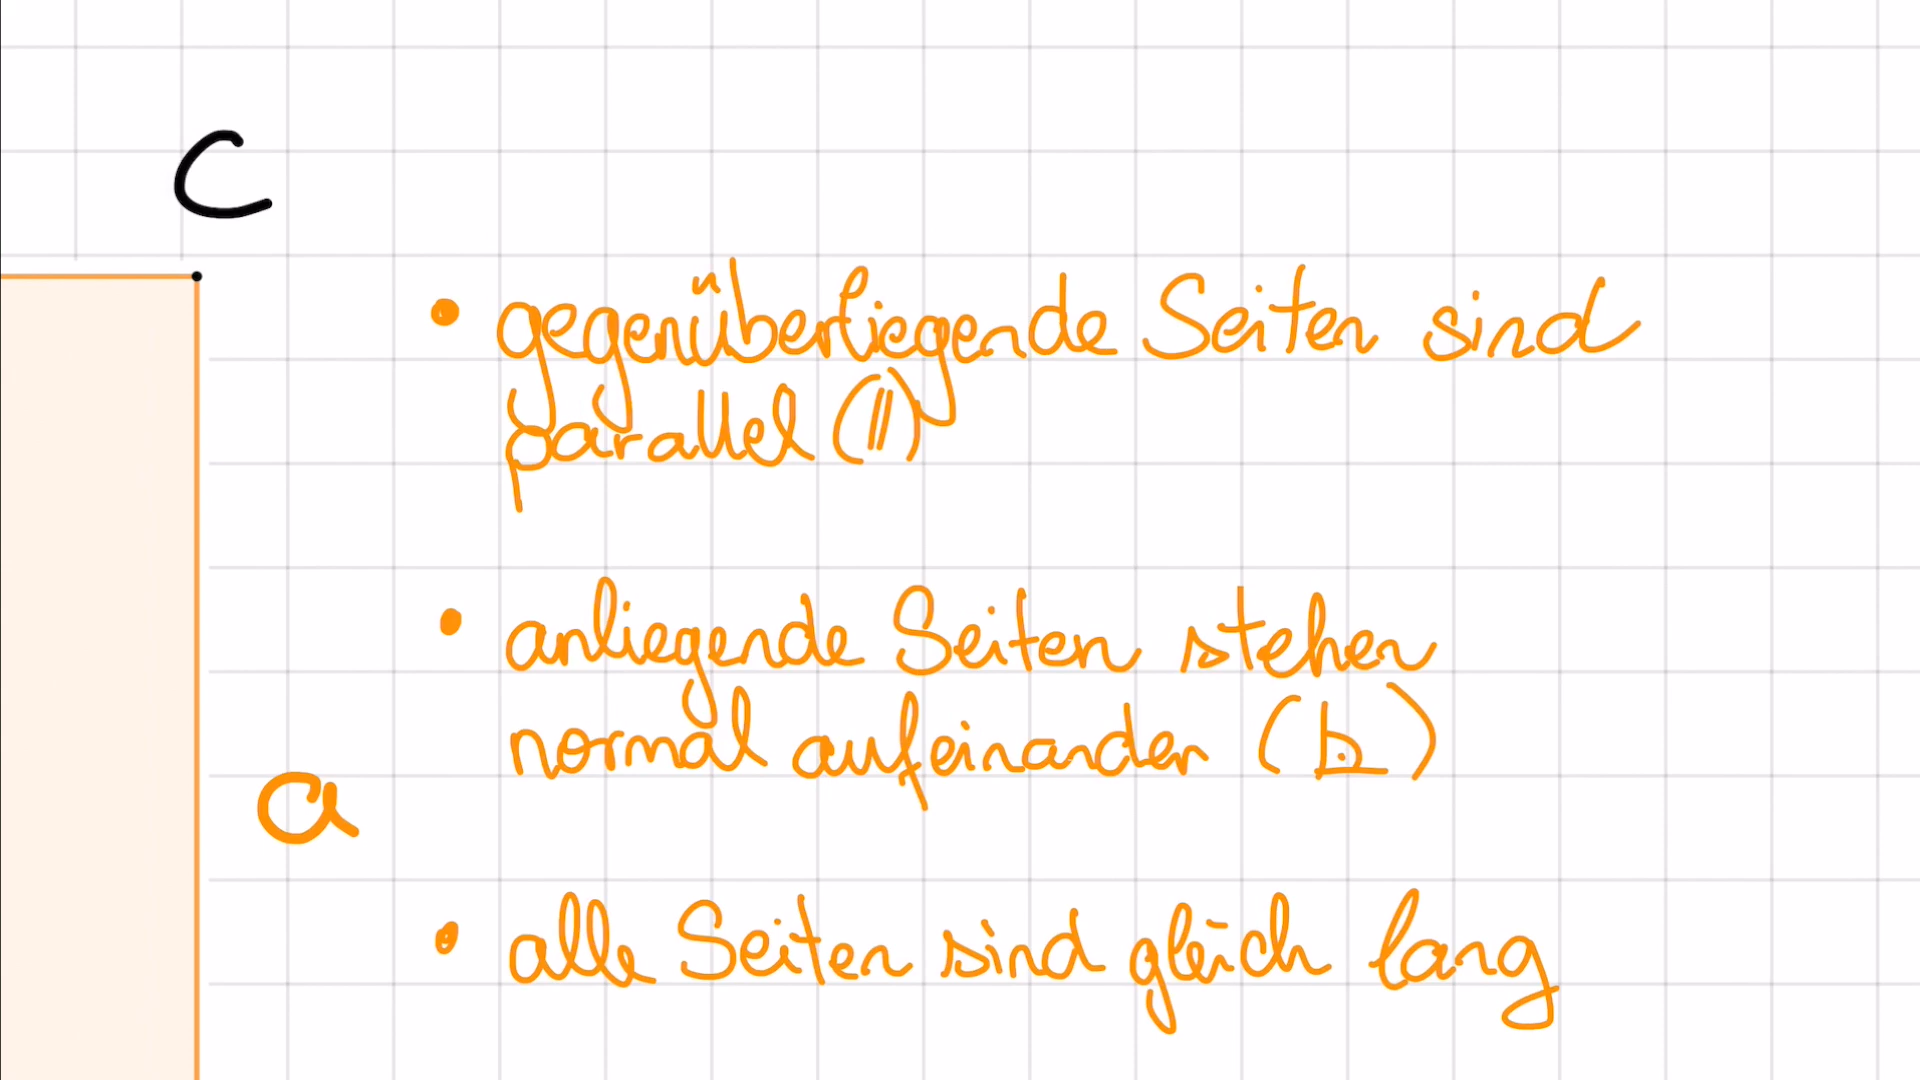 C
• gegenüberliegende Seiten sind
parallel (||)
• anliegende Seiten stehen
normal aufeinander (⊾)
a
• alle Seiten sind gleich lang